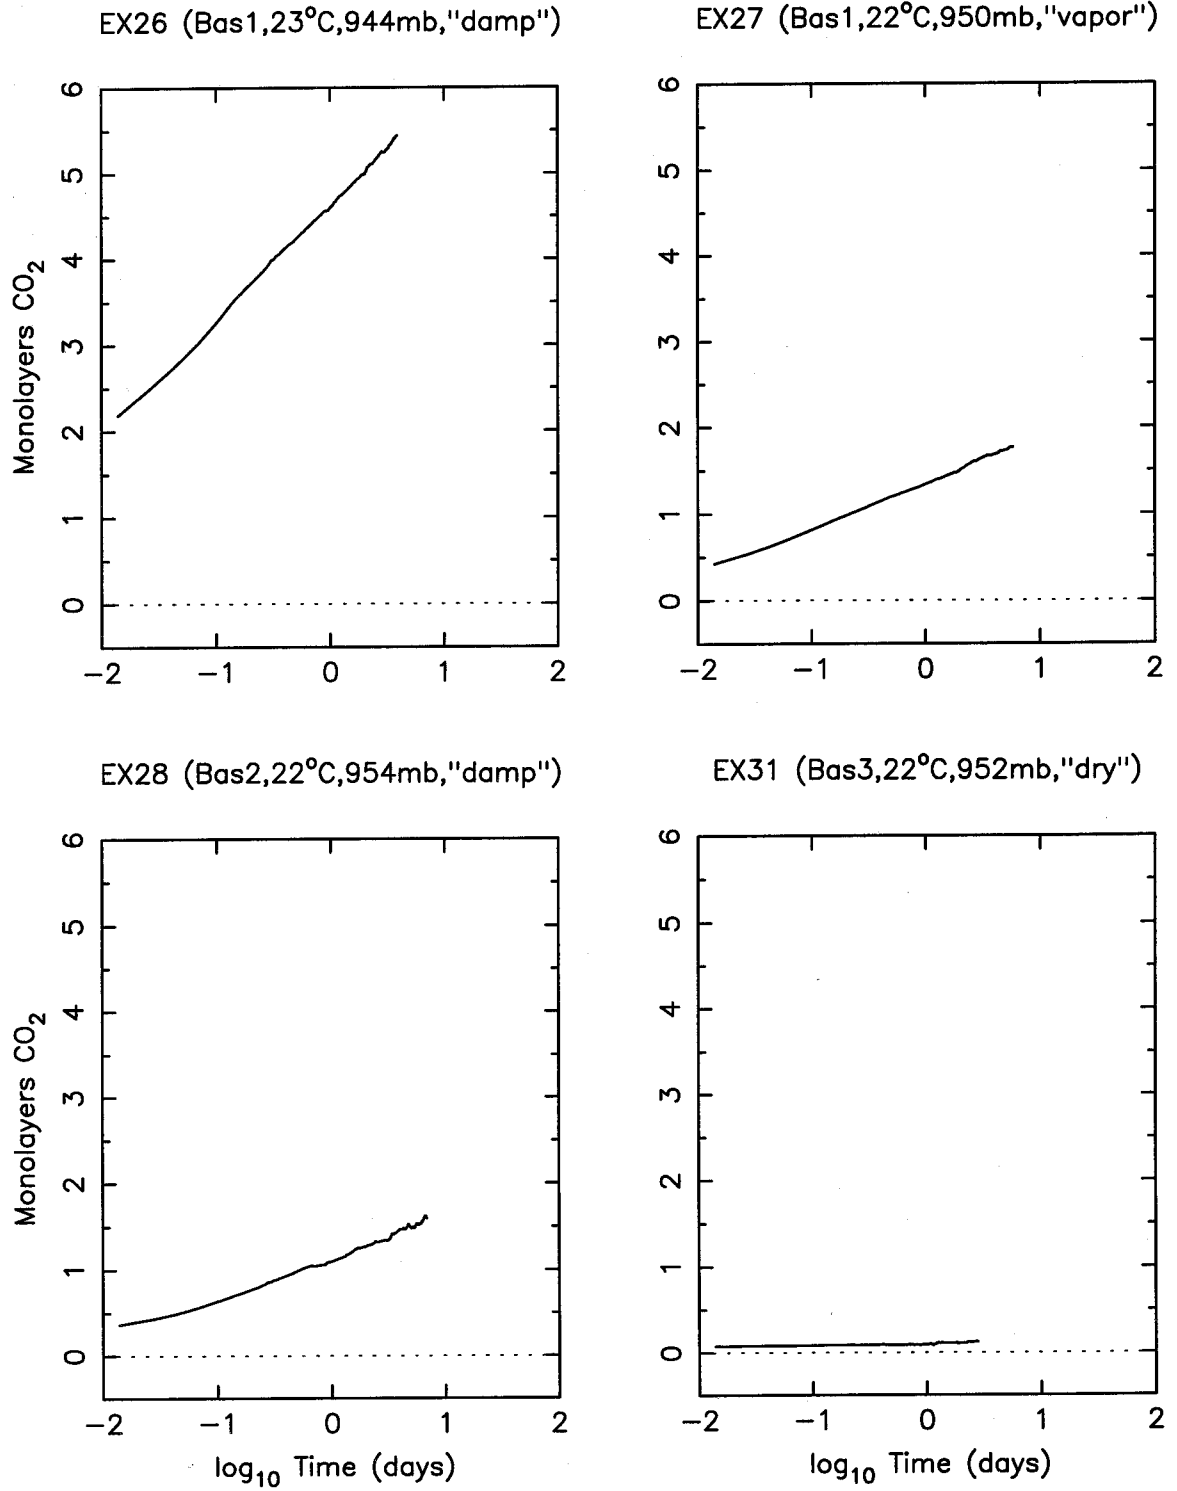 EX26 (Bas1,23°C,944mb,"damp")
6
5
4
3
2
1
0
Monolayers CO2
−2 −1 0 1 2
EX27 (Bas1,22°C,950mb,"vapor")
6
5
4
3
2
1
0
−2 −1 0 1 2
EX28 (Bas2,22°C,954mb,"damp")
6
5
4
3
2
1
0
Monolayers CO2
−2 −1 0 1 2
log10 Time (days)
EX31 (Bas3,22°C,952mb,"dry")
6
5
4
3
2
1
0
−2 −1 0 1 2
log10 Time (days)